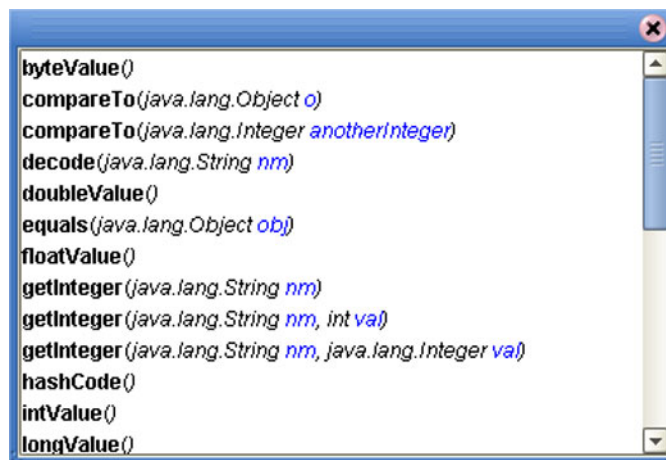 byteValue()
compareTo(java.lang.Object o)
compareTo(java.lang.Integer anotherInteger)
decode(java.lang.String nm)
doubleValue()
equals(java.lang.Object obj)
floatValue()
getInteger(java.lang.String nm)
getInteger(java.lang.String nm, int val)
getInteger(java.lang.String nm, java.lang.Integer val)
hashCode()
intValue()
longValue()